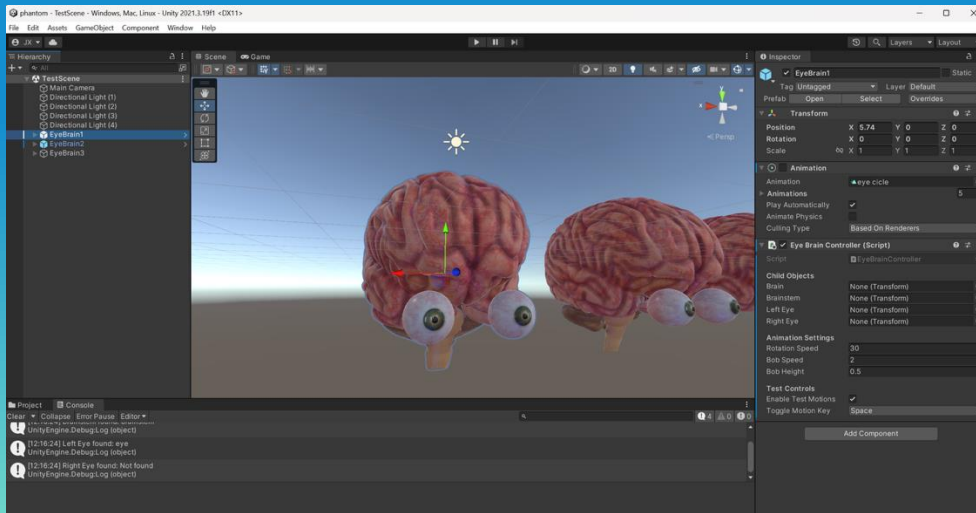 phantom - TestScene - Windows, Mac, Linux - Unity 2021.3.19f1 <DX11>
File Edit Assets GameObject Component Window Help
JX
Layers Layout
Hierarchy
All
TestScene
Main Camera
Directional Light (1)
Directional Light (2)
Directional Light (3)
Directional Light (4)
EyeBrain1
EyeBrain2
EyeBrain3
Scene Game
2D
y
Persp
Project Console
Clear Collapse Error Pause Editor
4 0 0
UnityEngine.Debug:Log (object)
[12:16:24] Left Eye found: eye
UnityEngine.Debug:Log (object)
[12:16:24] Right Eye found: Not found
UnityEngine.Debug:Log (object)
Inspector
EyeBrain1 Static
Tag Untagged Layer Default
Prefab Open Select Overrides
Transform
Position X 5.74 Y 0 Z 0
Rotation X 0 Y 0 Z 0
Scale X 1 Y 1 Z 1
Animation
Animation eye cicle
Animations 5
Play Automatically
Animate Physics
Culling Type Based On Renderers
Eye Brain Controller (Script)
Script EyeBrainController
Child Objects
Brain None (Transform)
Brainstem None (Transform)
Left Eye None (Transform)
Right Eye None (Transform)
Animation Settings
Rotation Speed 30
Bob Speed 2
Bob Height 0.5
Test Controls
Enable Test Motions
Toggle Motion Key Space
Add Component